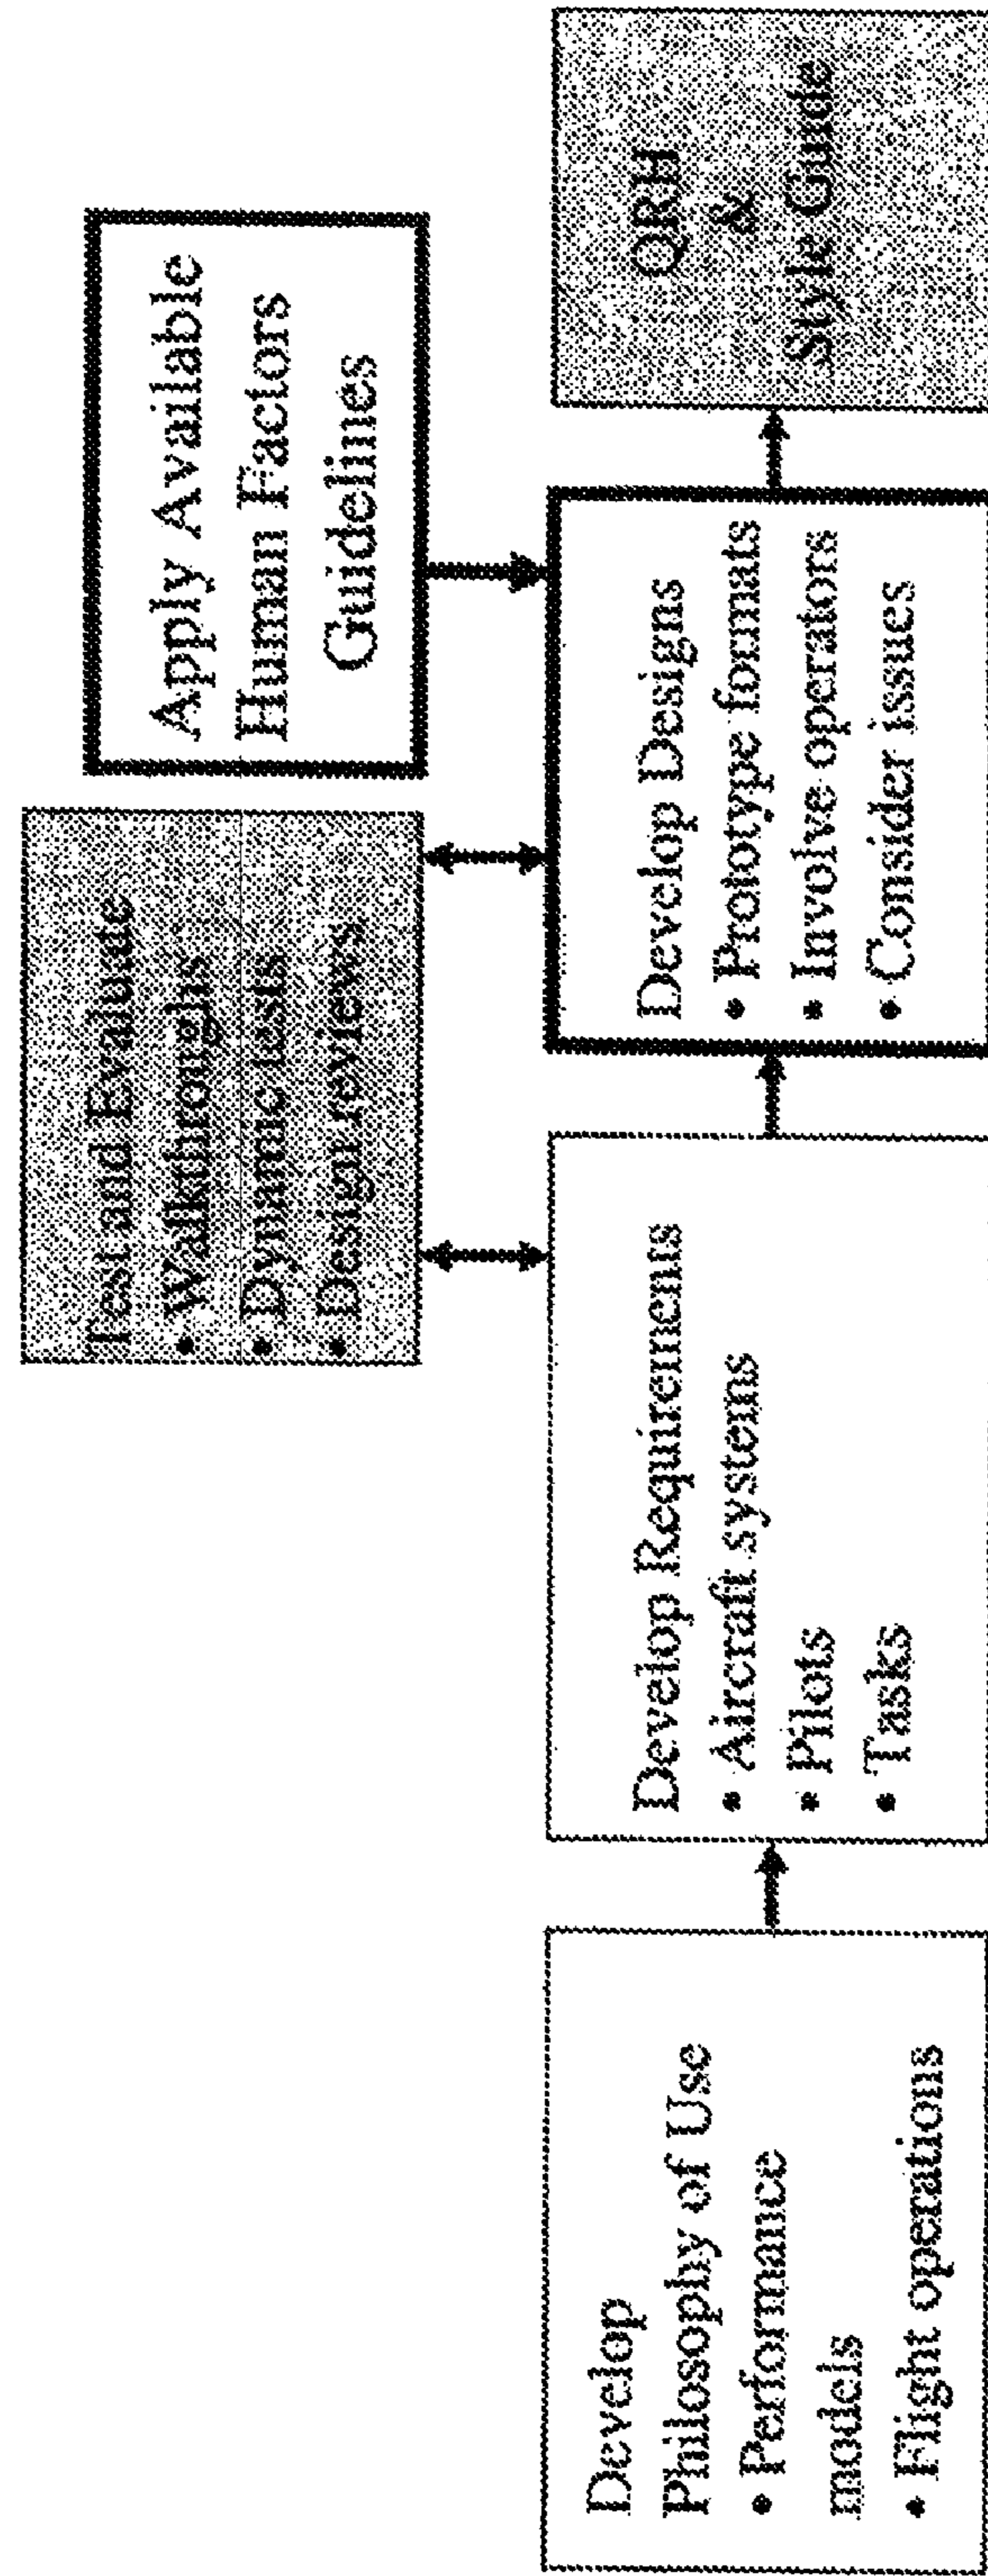 Develop
Philosophy of Use
• Performance
models
• Flight operations
Develop Requirements
• Aircraft systems
• Pilots
• Tasks
Test and Evaluate
• Walkthroughs
• Dynamic tests
• Design reviews
Apply Available
Human Factors
Guidelines
Develop Designs
• Prototype formats
• Involve operators
• Consider issues
QRH
&
Style Guide